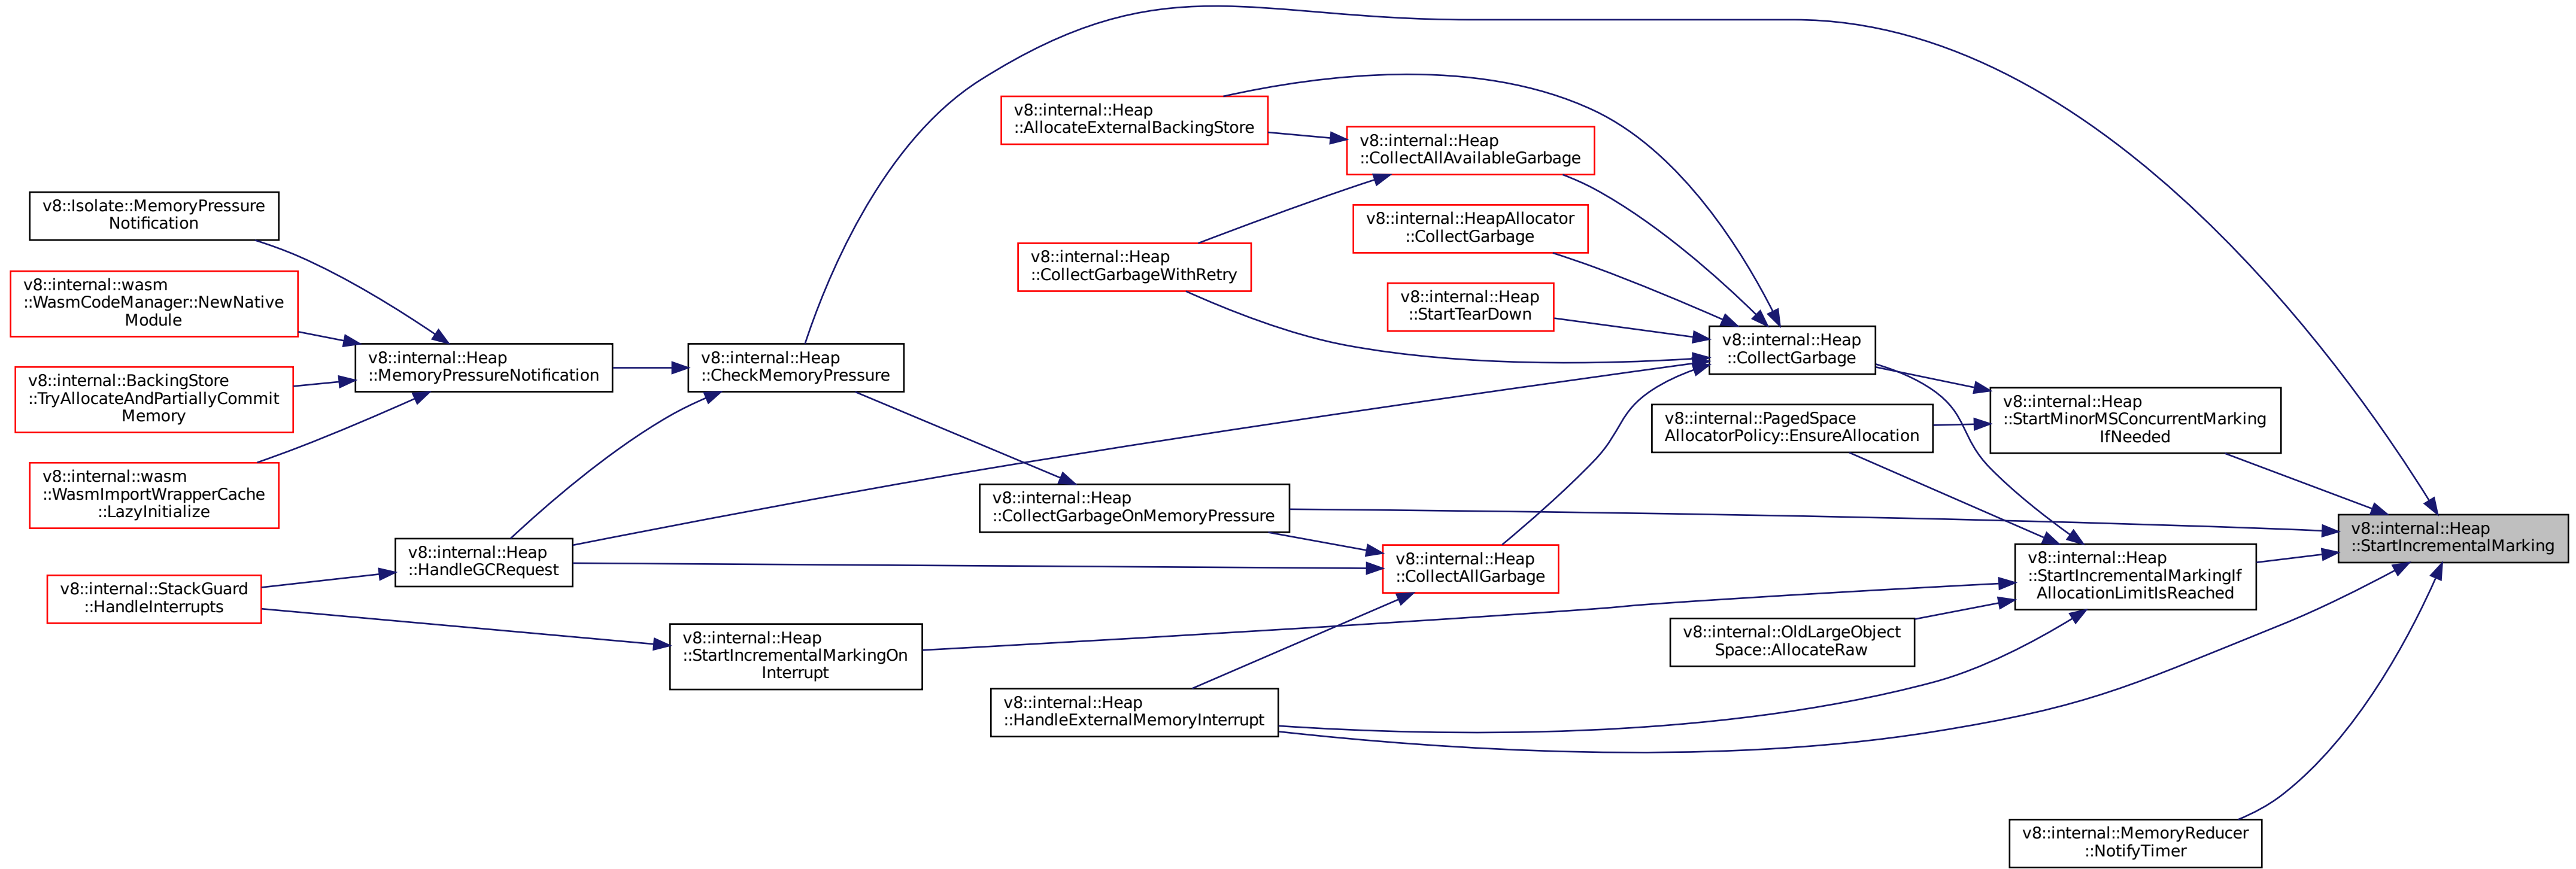 v8::internal::Heap
::AllocateExternalBackingStore
v8::internal::Heap
::CollectAllAvailableGarbage
v8::Isolate::MemoryPressure
Notification
v8::internal::HeapAllocator
::CollectGarbage
v8::internal::Heap
::CollectGarbageWithRetry
v8::internal::wasm
::WasmCodeManager::NewNative
Module
v8::internal::Heap
::StartTearDown
v8::internal::Heap
::CollectGarbage
v8::internal::Heap
::MemoryPressureNotification
v8::internal::Heap
::CheckMemoryPressure
v8::internal::BackingStore
::TryAllocateAndPartiallyCommit
Memory
v8::internal::Heap
::StartMinorMSConcurrentMarking
IfNeeded
v8::internal::PagedSpace
AllocatorPolicy::EnsureAllocation
v8::internal::wasm
::WasmImportWrapperCache
::LazyInitialize
v8::internal::Heap
::CollectGarbageOnMemoryPressure
v8::internal::Heap
::StartIncrementalMarking
v8::internal::Heap
::HandleGCRequest
v8::internal::Heap
::CollectAllGarbage
v8::internal::Heap
::StartIncrementalMarkingIf
AllocationLimitIsReached
v8::internal::StackGuard
::HandleInterrupts
v8::internal::Heap
::StartIncrementalMarkingOn
Interrupt
v8::internal::OldLargeObject
Space::AllocateRaw
v8::internal::Heap
::HandleExternalMemoryInterrupt
v8::internal::MemoryReducer
::NotifyTimer